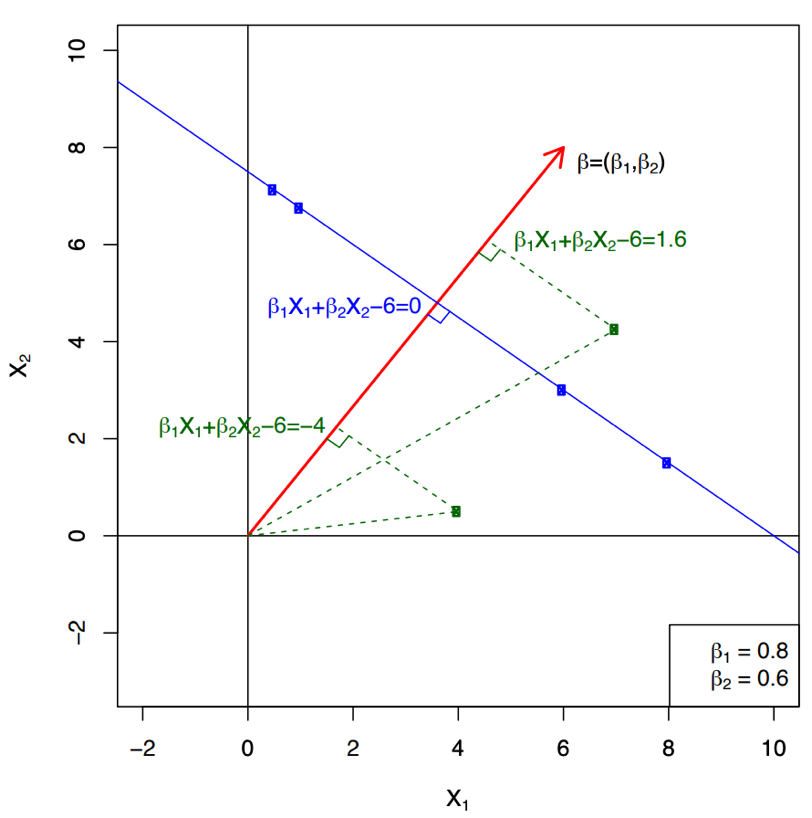 10
8
6
4
2
0
−2
X₂
β=(β₁,β₂)
β₁X₁+β₂X₂−6=1.6
β₁X₁+β₂X₂−6=0
β₁X₁+β₂X₂−6=−4
β₁ = 0.8
β₂ = 0.6
−2 0 2 4 6 8 10
X₁